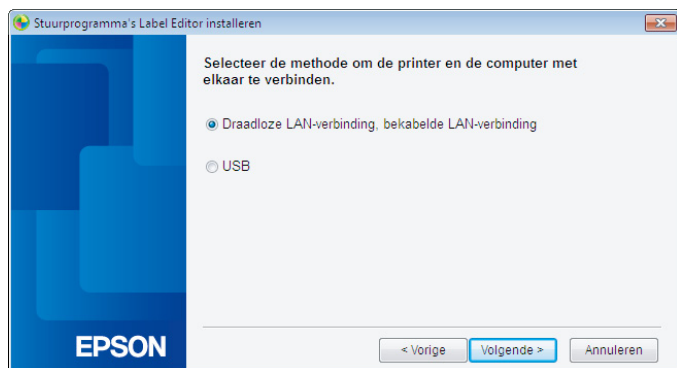 Stuurprogramma's Label Editor installeren
Selecteer de methode om de printer en de computer met
elkaar te verbinden.
Draadloze LAN-verbinding, bekabelde LAN-verbinding
USB
EPSON
< Vorige
Volgende >
Annuleren